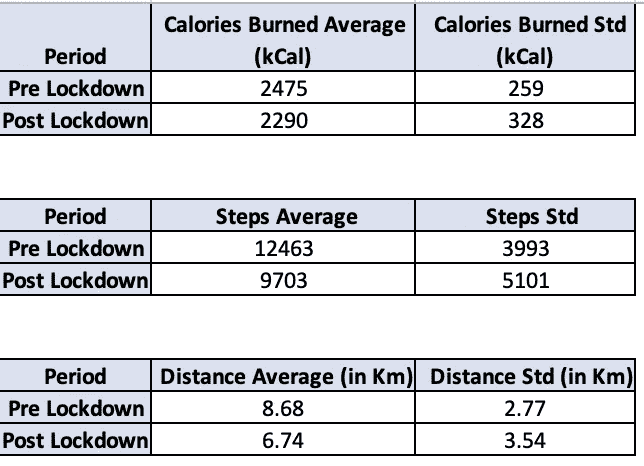 Period Calories Burned Average (kCal) Calories Burned Std (kCal)
Pre Lockdown 2475 259
Post Lockdown 2290 328
Period Steps Average Steps Std
Pre Lockdown 12463 3993
Post Lockdown 9703 5101
Period Distance Average (in Km) Distance Std (in Km)
Pre Lockdown 8.68 2.77
Post Lockdown 6.74 3.54